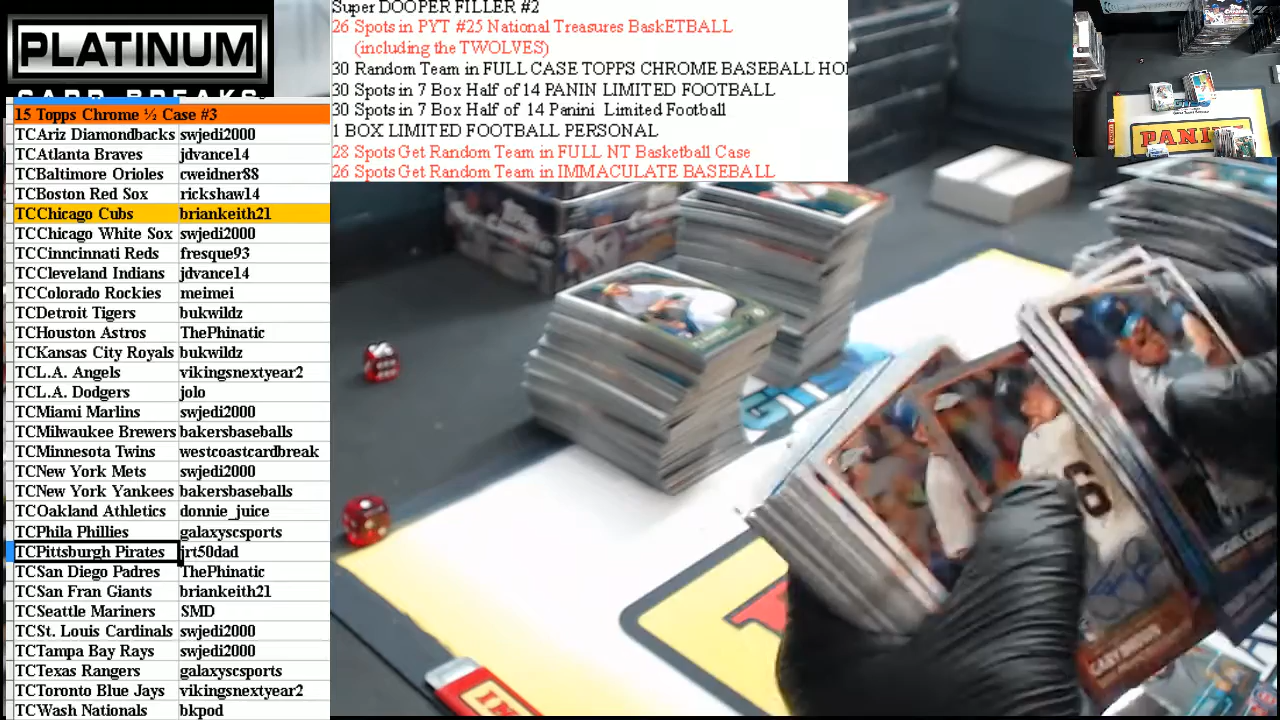 PLATINUM
CARD BREAKS
15 Topps Chrome ½ Case #3
TCAriz Diamondbacks swjedi2000
TCAtlanta Braves jdvance14
TCBaltimore Orioles cweidner88
TCBoston Red Sox rickshaw14
TCChicago Cubs briankeith21
TCChicago White Sox swjedi2000
TCCinncinnati Reds fresque93
TCCleveland Indians jdvance14
TCColorado Rockies meimei
TCDetroit Tigers bukwildz
TCHouston Astros ThePhinatic
TCKansas City Royals bukwildz
TCL.A. Angels vikingsnextyear2
TCL.A. Dodgers jolo
TCMiami Marlins swjedi2000
TCMilwaukee Brewers bakersbaseballs
TCMinnesota Twins westcoastcardbreak
TCNew York Mets swjedi2000
TCNew York Yankees bakersbaseballs
TCOakland Athletics donnie_juice
TCPhila Phillies galaxyscsports
TCPittsburgh Pirates jrt50dad
TCSan Diego Padres ThePhinatic
TCSan Fran Giants briankeith21
TCSeattle Mariners SMD
TCSt. Louis Cardinals swjedi2000
TCTampa Bay Rays swjedi2000
TCTexas Rangers galaxyscsports
TCToronto Blue Jays vikingsnextyear2
TCWash Nationals bkpod
Super DOOPER FILLER #2
26 Spots in PYT #25 National Treasures BaskETBALL
(including the TWOLVES)
30 Random Team in FULL CASE TOPPS CHROME BASEBALL HO
30 Spots in 7 Box Half of 14 PANIN LIMITED FOOTBALL
30 Spots in 7 Box Half of 14 Panini Limited Football
1 BOX LIMITED FOOTBALL PERSONAL
28 Spots Get Random Team in FULL NT Basketball Case
26 Spots Get Random Team in IMMACULATE BASEBALL
PANINI
6